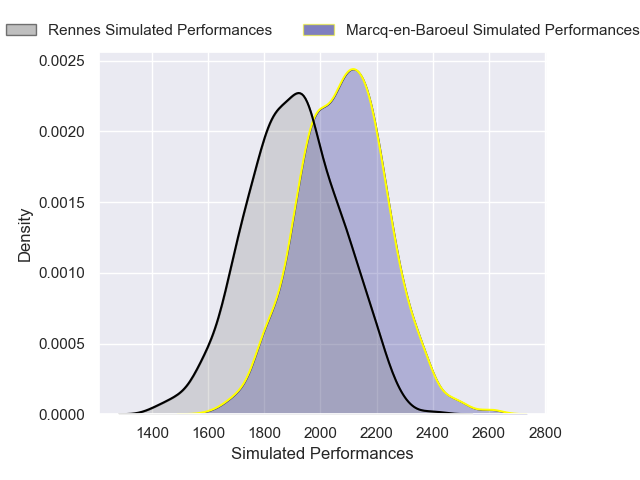 Rennes Simulated Performances
Marcq-en-Baroeul Simulated Performances
0.0025
0.0020
0.0015
0.0010
0.0005
0.0000
Density
1400 1600 1800 2000 2200 2400 2600 2800
Simulated Performances